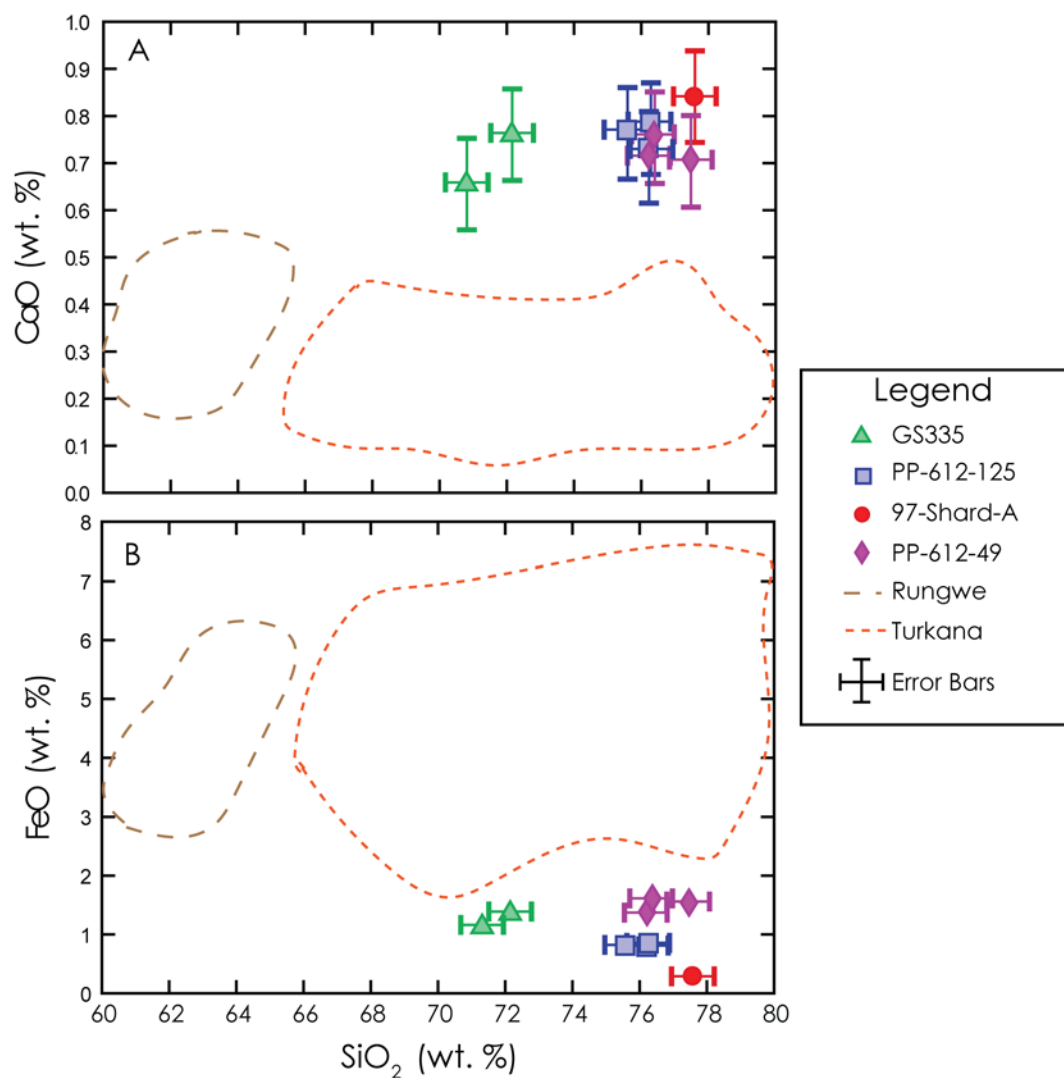 A
1.0
0.9
0.8
0.7
0.6
0.5
0.4
0.3
0.2
0.1
0.0
CaO (wt. %)
B
8
7
6
5
4
3
2
1
0
FeO (wt. %)
60 62 64 66 68 70 72 74 76 78 80
SiO₂ (wt. %)
Legend
GS335
PP-612-125
97-Shard-A
PP-612-49
Rungwe
Turkana
Error Bars